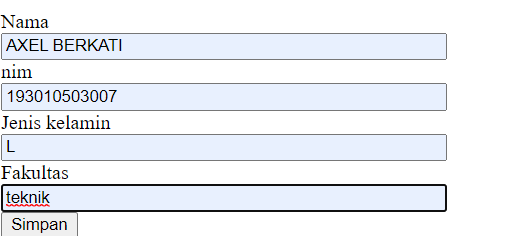 Nama
AXEL BERKATI
nim
193010503007
Jenis kelamin
L
Fakultas
teknik
Simpan